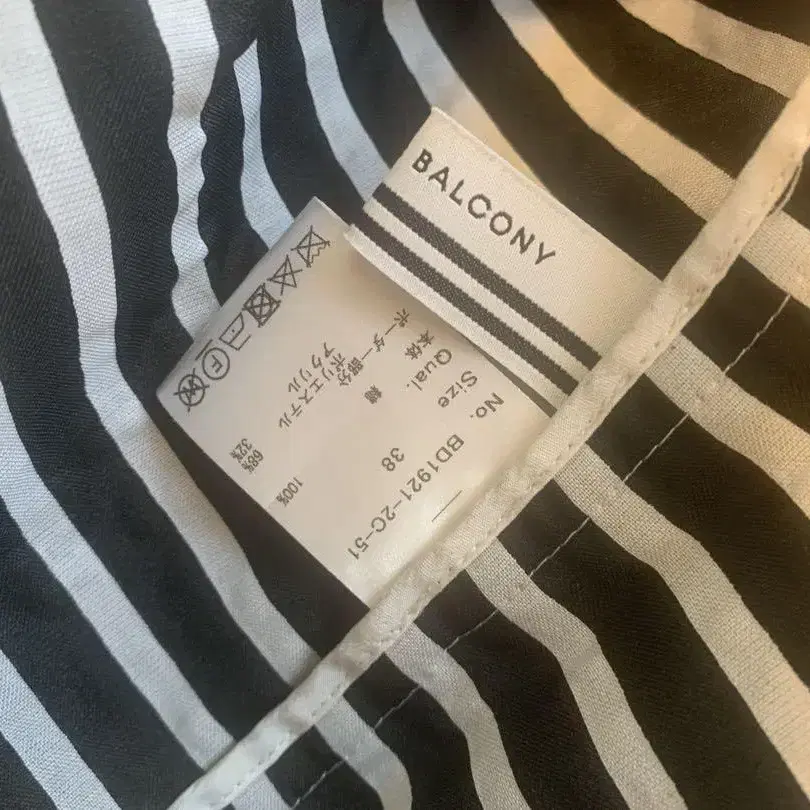 BALCONY
No. BD1921-2C-51
Size 38
Qual.
本体 綿 100%
ボーダー部分
ポリエステル 68%
アクリル 32%
F